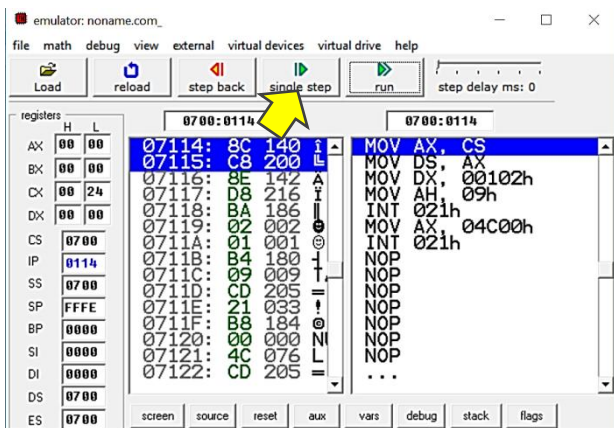 emulator: noname.com_
file math debug view external virtual devices virtual drive help
Load reload step back single step run step delay ms: 0
registers H L
0700:0114 0700:0114
AX 00 00
BX 00 00
CX 00 24
DX 00 00
CS 0700
IP 0114
SS 0700
SP FFFE
BP 0000
SI 0000
DI 0000
DS 0700
ES 0700
07114: 8C 140 î
07115: C8 200 ╚
07116: 8E 142 Ä
07117: D8 216 ╪
07118: BA 186 ║
07119: 02 002 ☻
0711A: 01 001 ☺
0711B: B4 180 ┤
0711C: 09 009
0711D: CD 205 ═
0711E: 21 033 !
0711F: B8 184
07120: 00 000 NU
07121: 4C 076 L
07122: CD 205 ═
MOV AX, CS
MOV DS, AX
MOV DX, 00102h
MOV AH, 09h
INT 021h
MOV AX, 04C00h
INT 021h
NOP
NOP
NOP
NOP
NOP
NOP
NOP
...
screen source reset aux vars debug stack flags